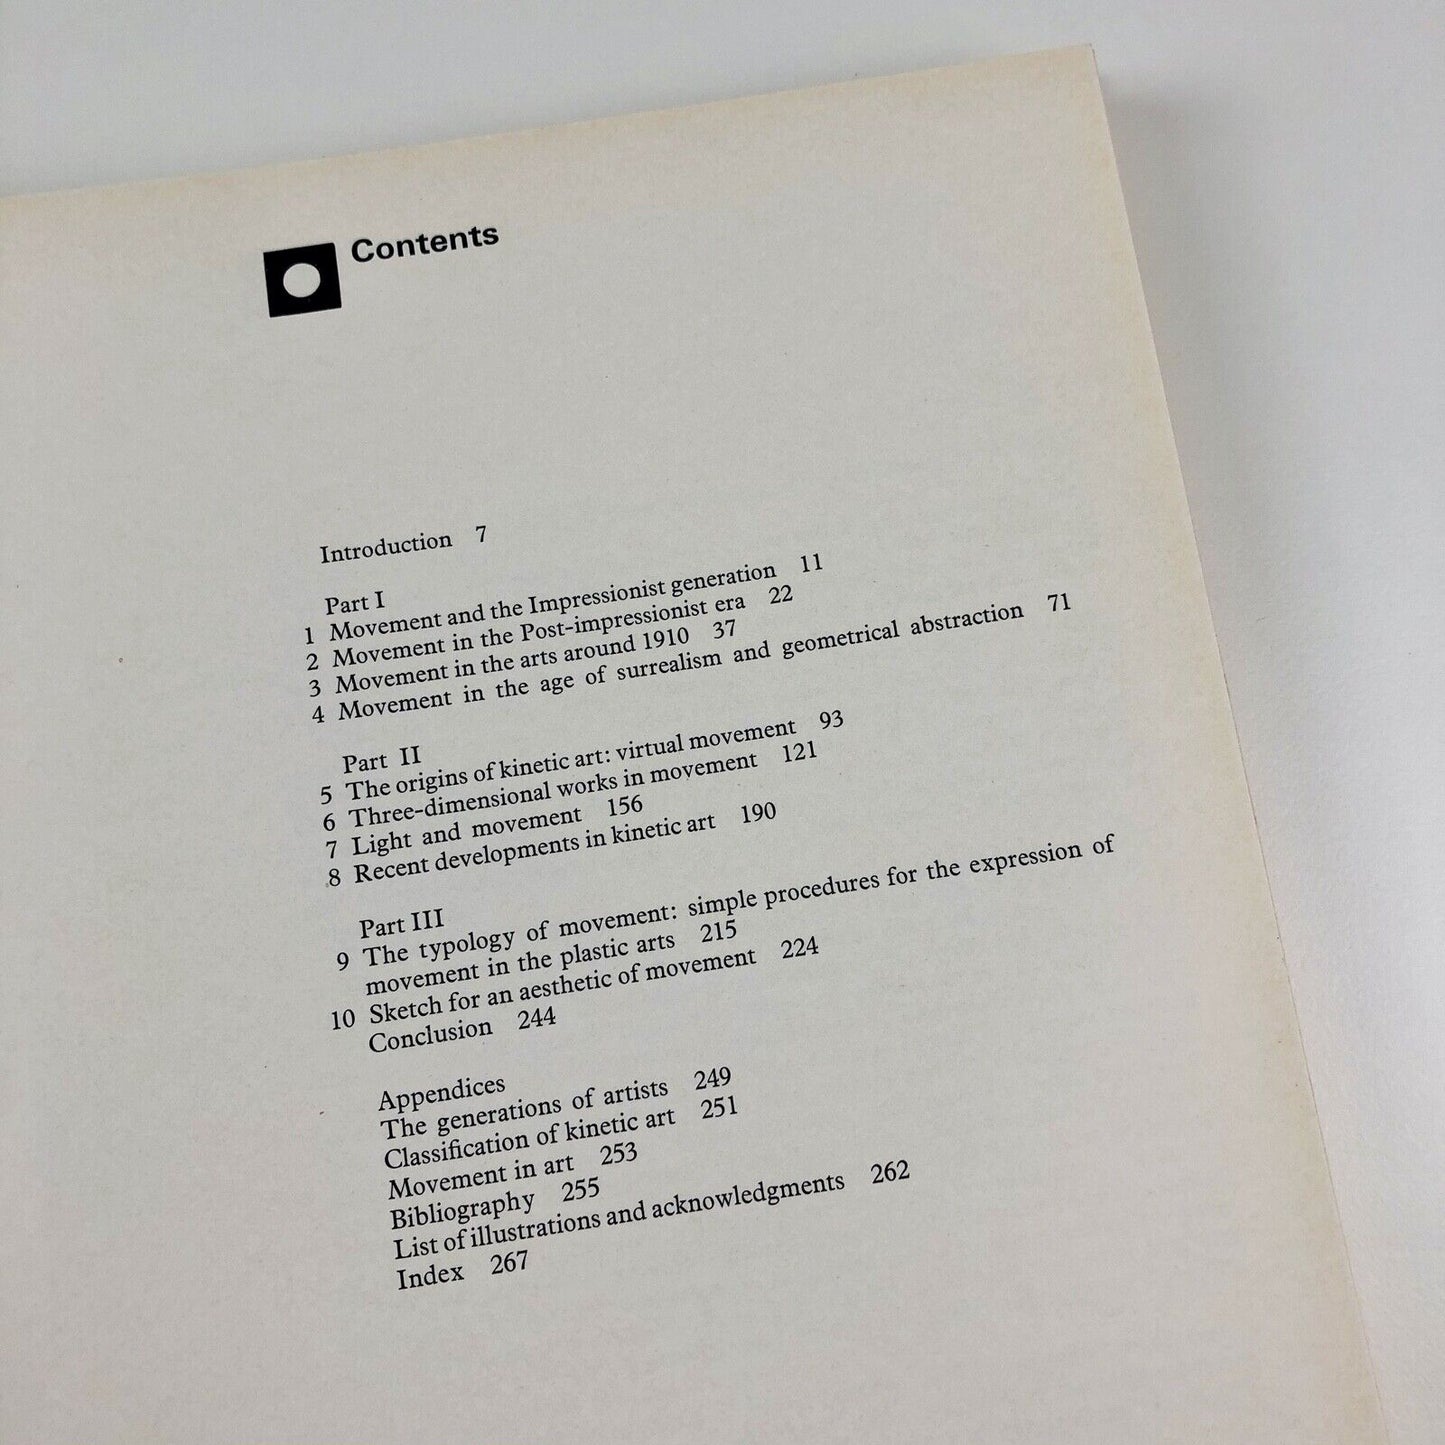 Contents
Introduction 7
Part I
1 Movement and the Impressionist generation 11
2 Movement in the Post-impressionist era 22
3 Movement in the arts around 1910 37
4 Movement in the age of surrealism and geometrical abstraction 71
Part II
5 The origins of kinetic art: virtual movement 93
6 Three-dimensional works in movement 121
7 Light and movement 156
8 Recent developments in kinetic art 190
Part III
9 The typology of movement: simple procedures for the expression of
movement in the plastic arts 215
10 Sketch for an aesthetic of movement 224
Conclusion 244
Appendices
The generations of artists 249
Classification of kinetic art 251
Movement in art 253
Bibliography 255
List of illustrations and acknowledgments 262
Index 267